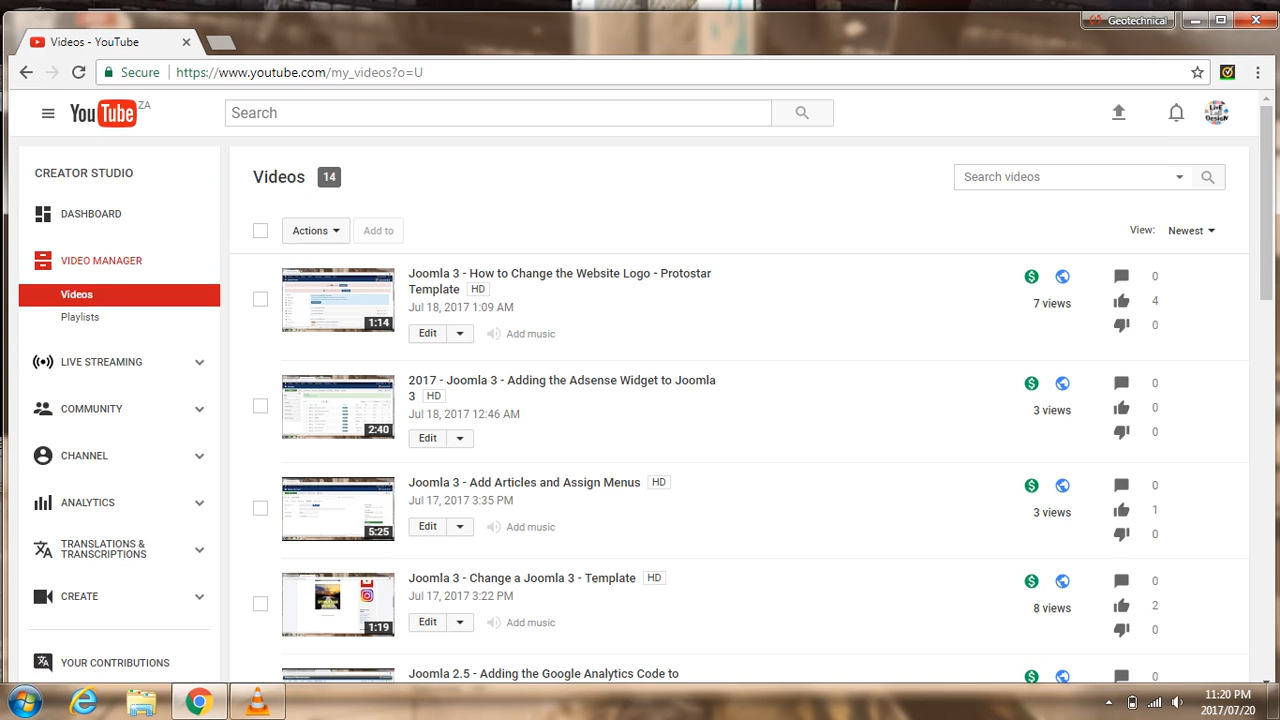 Geotechnical
Videos - YouTube
Secure https://www.youtube.com/my_videos?o=U
YouTube ZA
Search
CREATOR STUDIO
DASHBOARD
VIDEO MANAGER
Videos
Playlists
LIVE STREAMING
COMMUNITY
CHANNEL
ANALYTICS
TRANSLATIONS &
TRANSCRIPTIONS
CREATE
YOUR CONTRIBUTIONS
Videos 14
Search videos
Actions Add to
View: Newest
Joomla 3 - How to Change the Website Logo - Protostar
Template HD
Jul 18, 2017 1:09 AM
Edit Add music
1:14
7 views
0
4
0
2017 - Joomla 3 - Adding the Adsense Widget to Joomla
3 HD
Jul 18, 2017 12:46 AM
Edit
2:40
3 views
0
0
0
Joomla 3 - Add Articles and Assign Menus HD
Jul 17, 2017 3:35 PM
Edit Add music
5:25
3 views
0
1
0
Joomla 3 - Change a Joomla 3 - Template HD
Jul 17, 2017 3:22 PM
Edit Add music
1:19
8 views
0
2
0
Joomla 2.5 - Adding the Google Analytics Code to
0
11:20 PM
2017/07/20